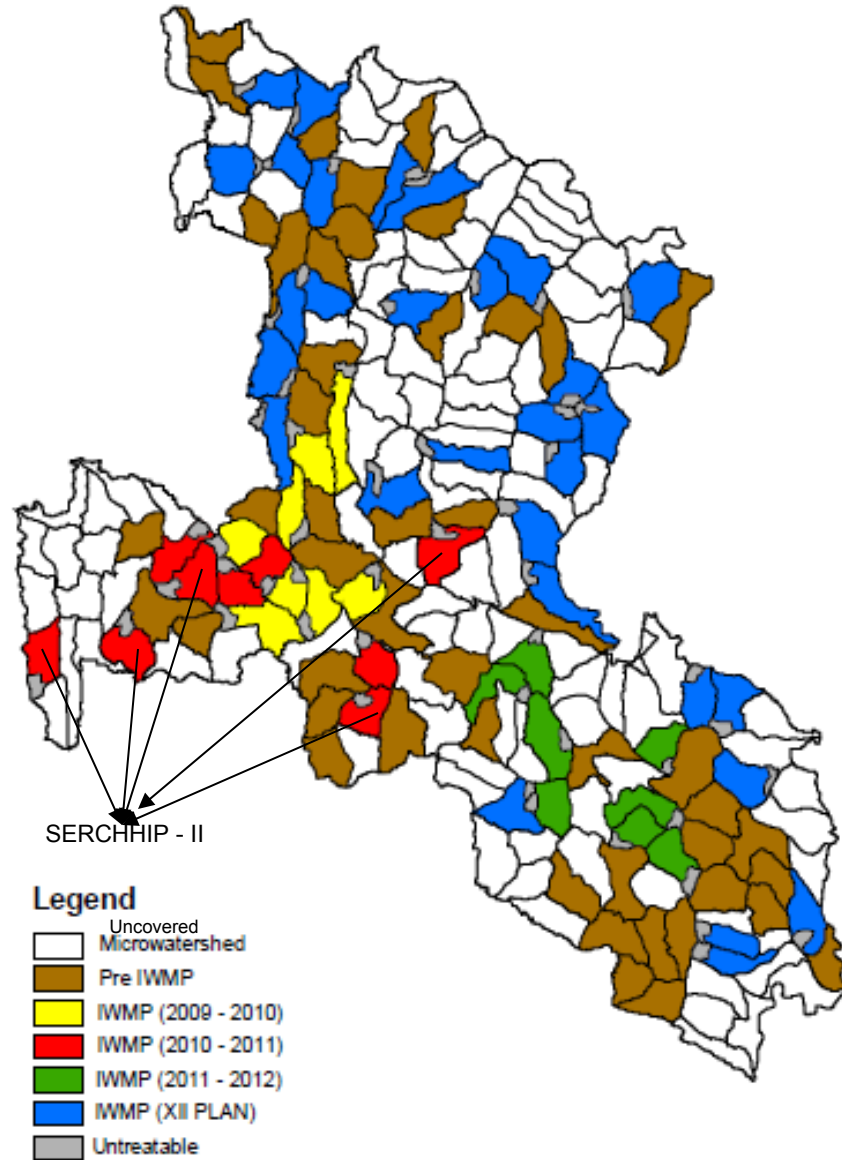 SERCHHIP - II
Legend
Uncovered
Microwatershed
Pre IWMP
IWMP (2009 - 2010)
IWMP (2010 - 2011)
IWMP (2011 - 2012)
IWMP (XII PLAN)
Untreatable